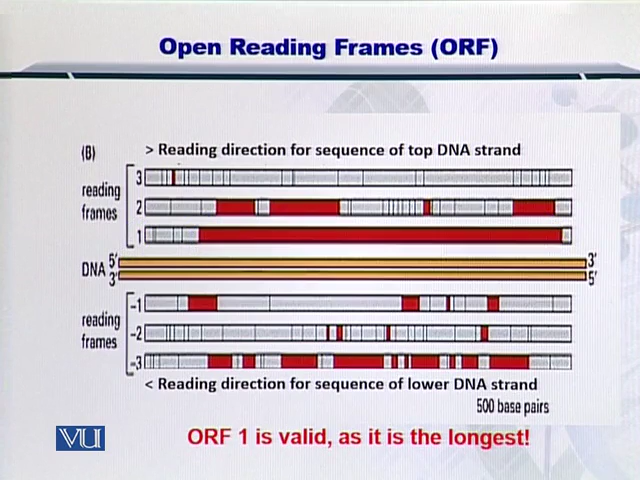 Open Reading Frames (ORF)
(B)
> Reading direction for sequence of top DNA strand
reading
frames
3
2
1
DNA
5'
3'
3'
5'
reading
frames
-1
-2
-3
< Reading direction for sequence of lower DNA strand
500 base pairs
VU
ORF 1 is valid, as it is the longest!